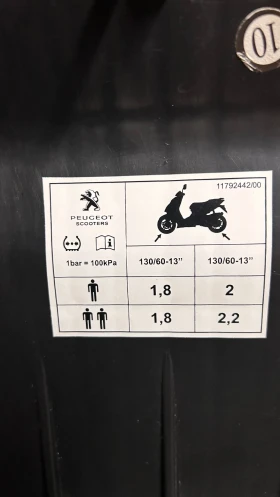 10
11792442/00
PEUGEOT
SCOOTERS
1bar = 100kPa 130/60-13" 130/60-13"
1,8 2
1,8 2,2